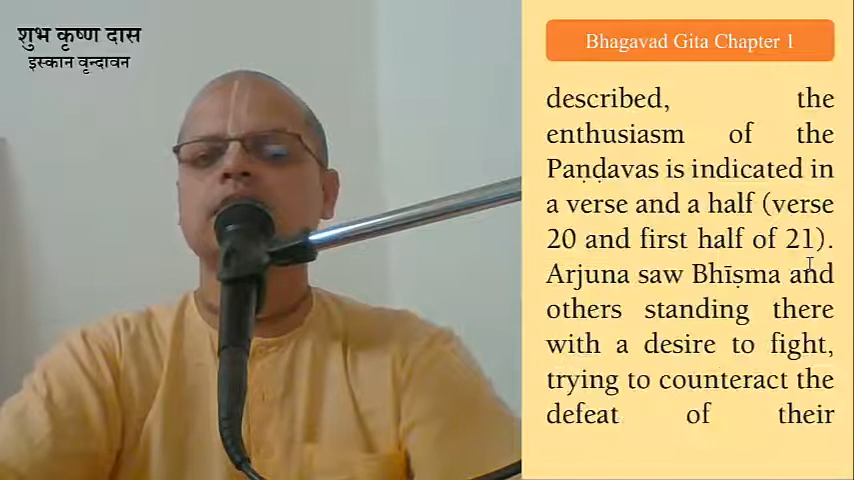 शुभ कृष्ण दास
इस्कान वृन्दावन
Bhagavad Gita Chapter 1
described, the
enthusiasm of the
Paṇḍavas is indicated in
a verse and a half (verse
20 and first half of 21).
Arjuna saw Bhīṣma and
others standing there
with a desire to fight,
trying to counteract the
defeat of their